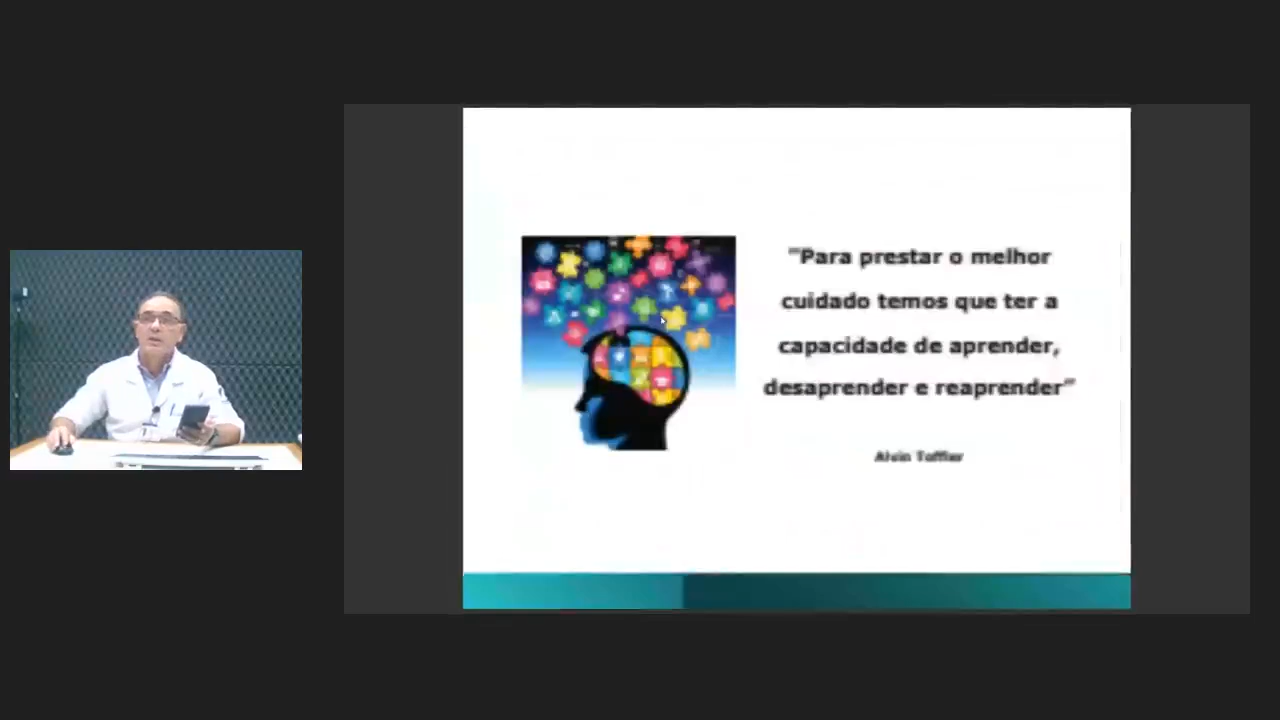 "Para prestar o melhor
cuidado temos que ter a
capacidade de aprender,
desaprender e reaprender"
Alvin Toffler